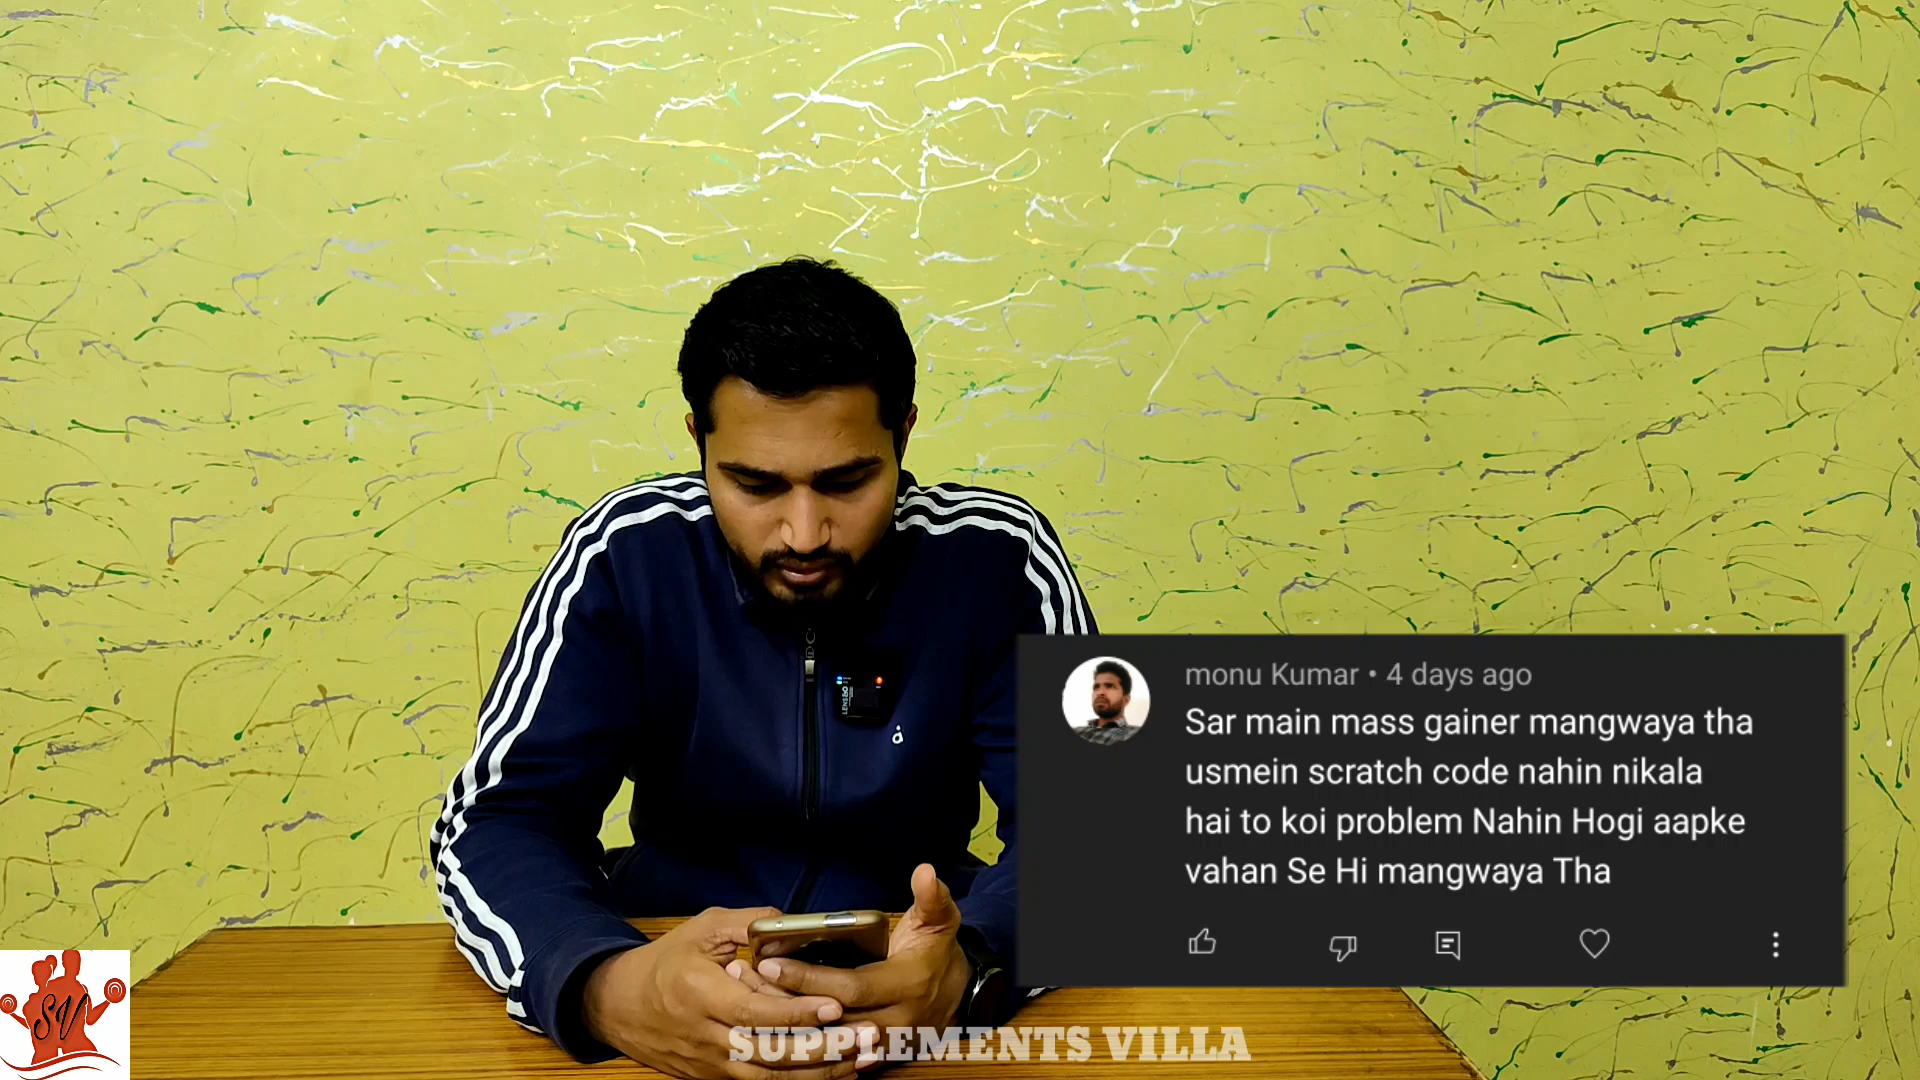 monu Kumar • 4 days ago
Sar main mass gainer mangwaya tha
usmein scratch code nahin nikala
hai to koi problem Nahin Hogi aapke
vahan Se Hi mangwaya Tha
SV
SUPPLEMENTS VILLA